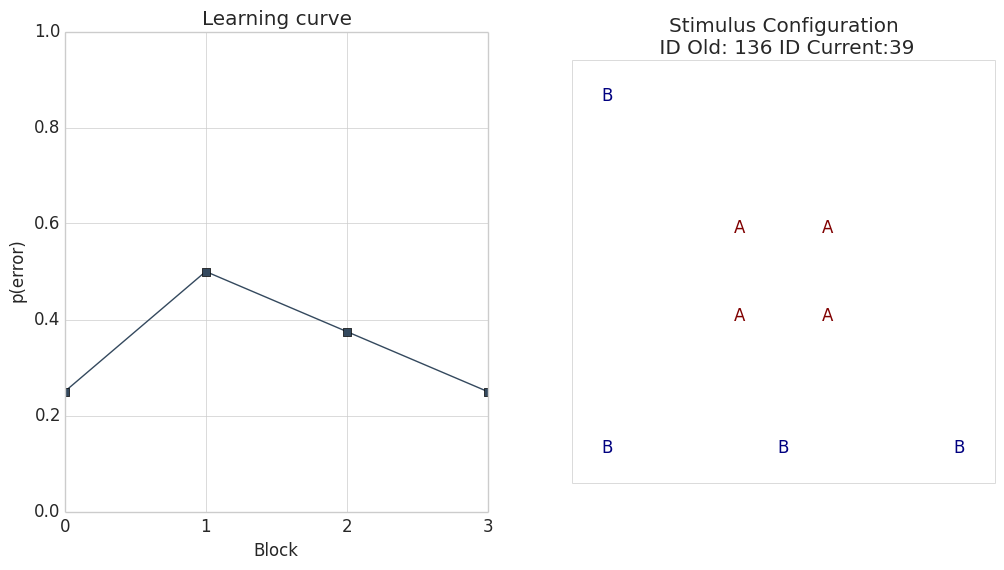 Learning curve
1.0
0.8
0.6
0.4
0.2
0.0
p(error)
0 1 2 3
Block
Stimulus Configuration
ID Old: 136 ID Current:39
B
A A
A A
B B B